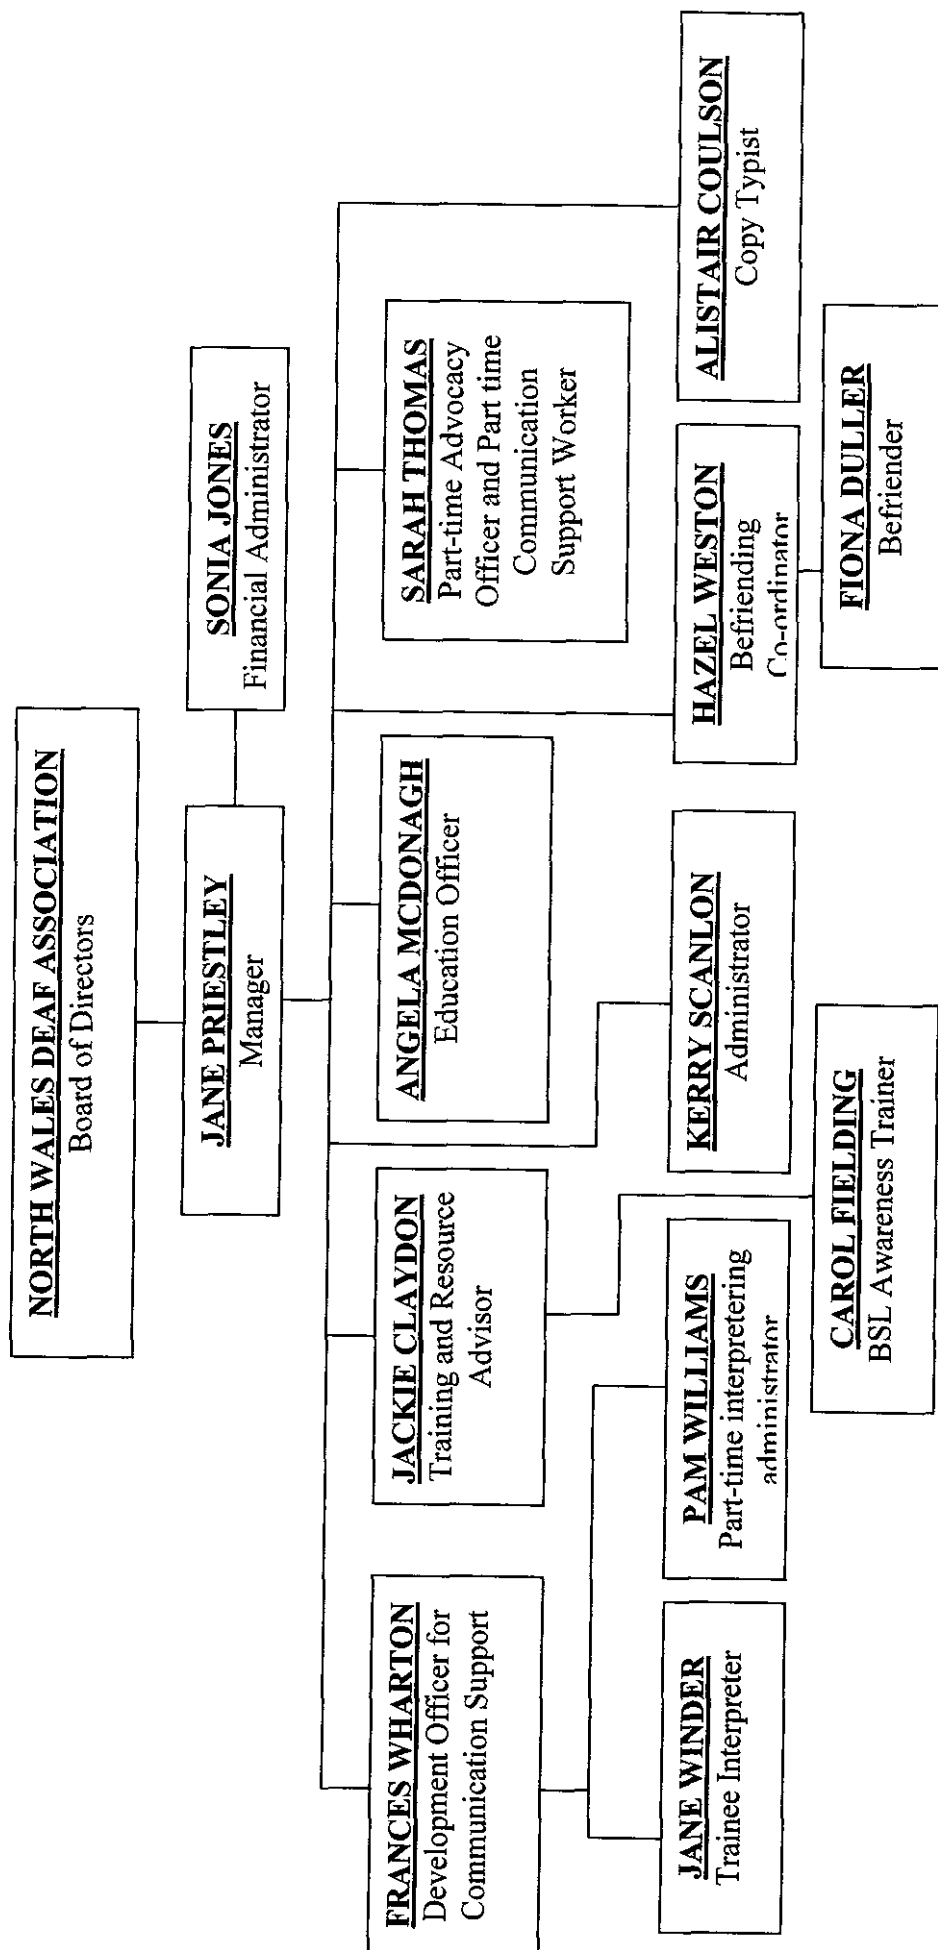 NORTH WALES DEAF ASSOCIATION
Board of Directors
JANE PRIESTLEY
Manager
SONIA JONES
Financial Administrator
FRANCES WHARTON
Development Officer for
Communication Support
JACKIE CLAYDON
Training and Resource
Advisor
ANGELA MCDONAGH
Education Officer
SARAH THOMAS
Part-time Advocacy
Officer and Part time
Communication
Support Worker
JANE WINDER
Trainee Interpreter
PAM WILLIAMS
Part-time interpretering
administrator
KERRY SCANLON
Administrator
HAZEL WESTON
Befriending
Co-ordinator
ALISTAIR COULSON
Copy Typist
CAROL FIELDING
BSL Awareness Trainer
FIONA DULLER
Befriender